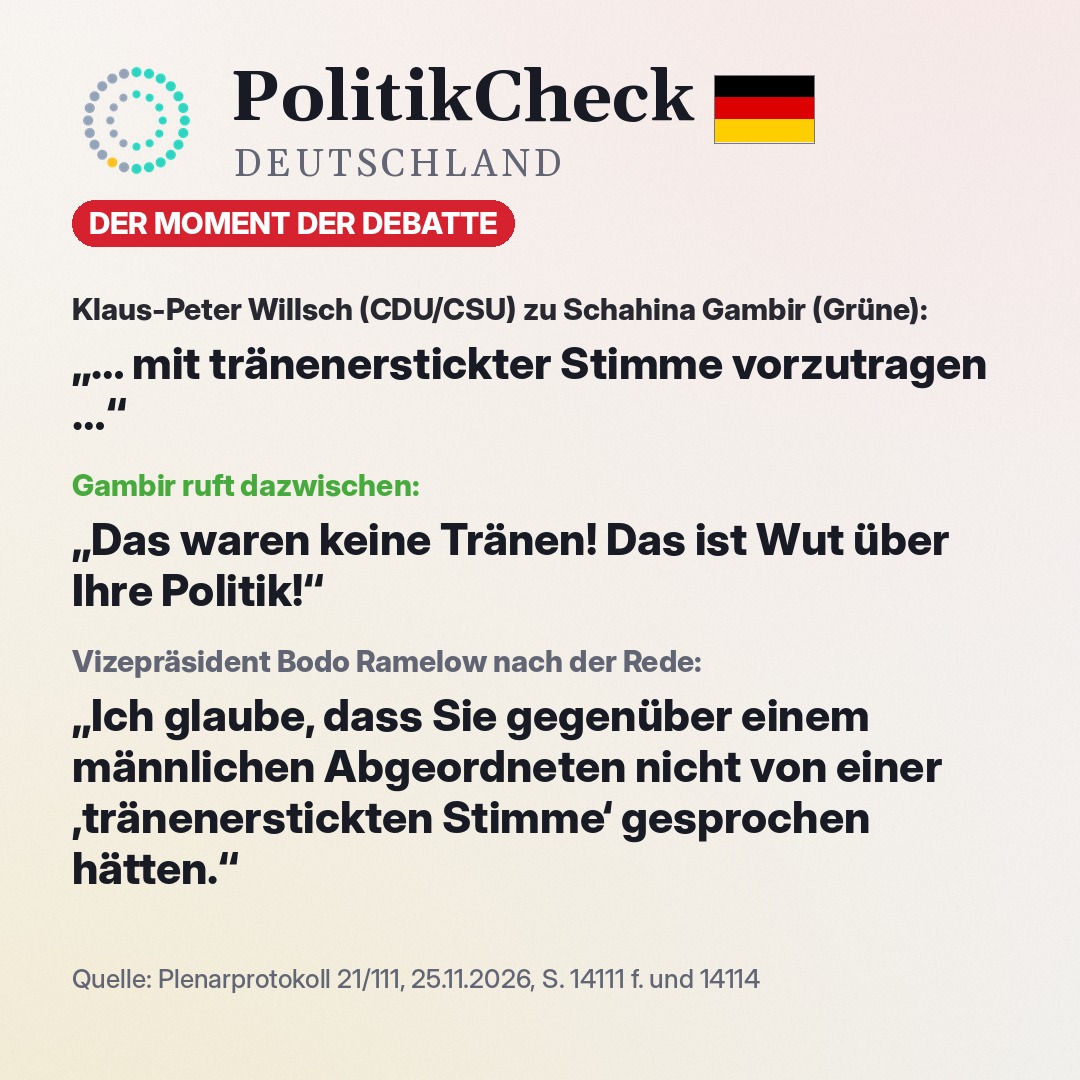 PolitikCheck
DEUTSCHLAND
DER MOMENT DER DEBATTE
Klaus-Peter Willsch (CDU/CSU) zu Schahina Gambir (Grüne):
„… mit tränenerstickter Stimme vorzutragen
…“
Gambir ruft dazwischen:
„Das waren keine Tränen! Das ist Wut über
Ihre Politik!“
Vizepräsident Bodo Ramelow nach der Rede:
„Ich glaube, dass Sie gegenüber einem
männlichen Abgeordneten nicht von einer
‚tränenerstickten Stimme‘ gesprochen
hätten.“
Quelle: Plenarprotokoll 21/111, 25.11.2026, S. 14111 f. und 14114